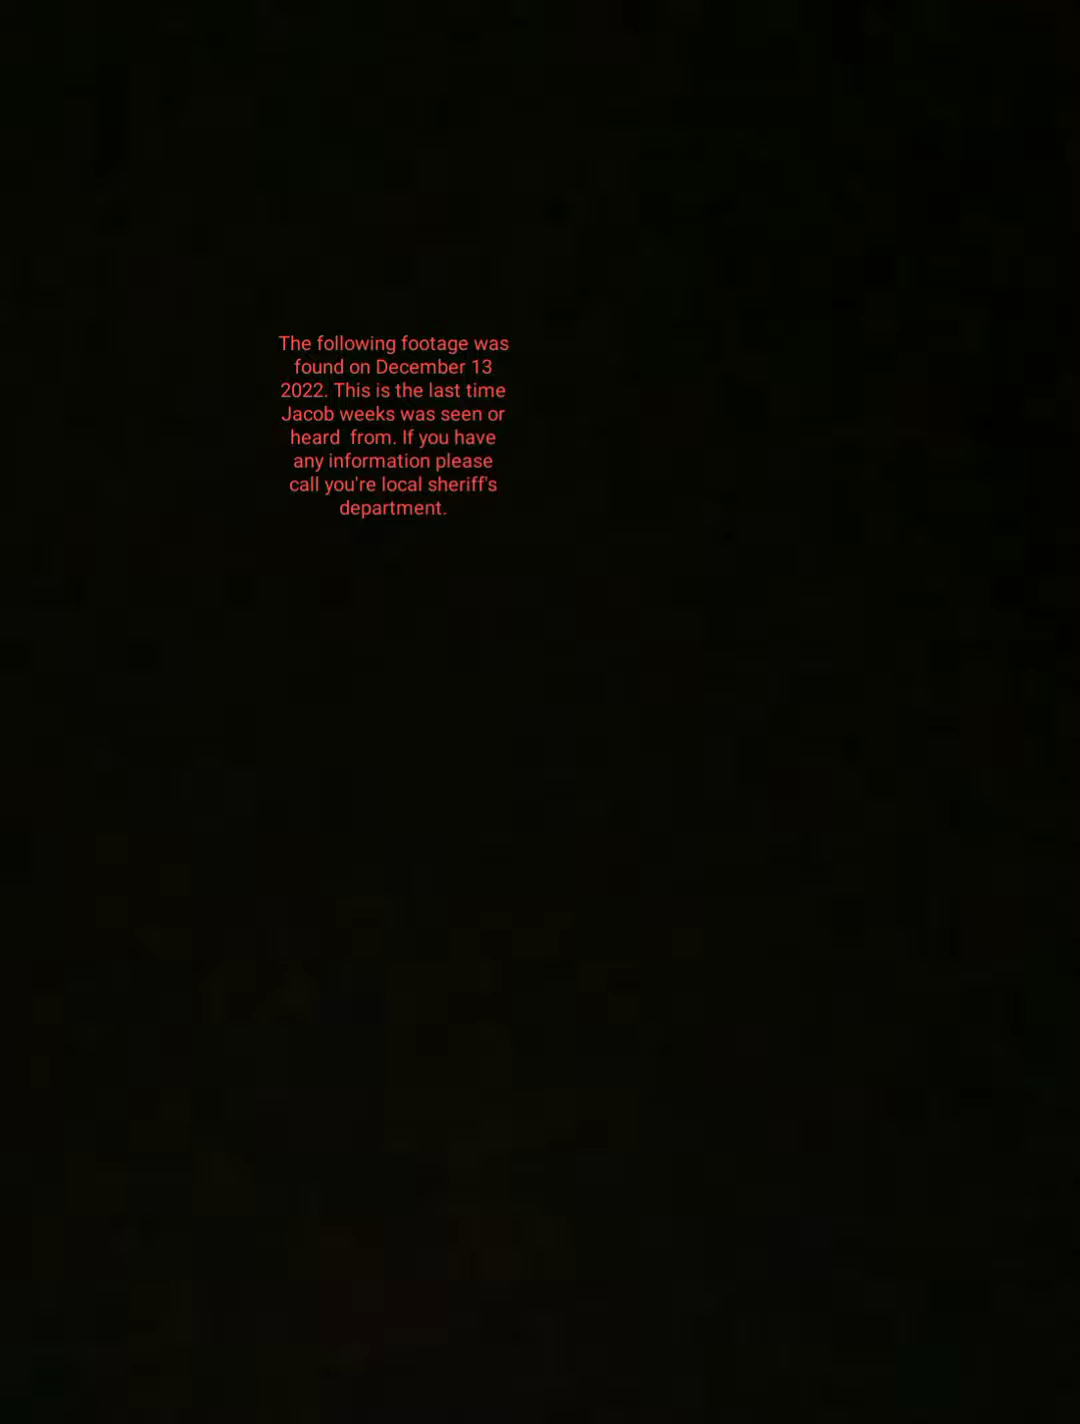 The following footage was
found on December 13
2022. This is the last time
Jacob weeks was seen or
heard  from. If you have
any information please
call you're local sheriff's
department.